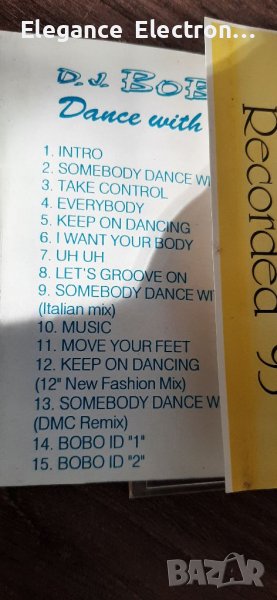 Elegance Electron...
D.J. BOB
Dance with
1. INTRO
2. SOMEBODY DANCE WI
3. TAKE CONTROL
4. EVERYBODY
5. KEEP ON DANCING
6. I WANT YOUR BODY
7. UH UH
8. LET'S GROOVE ON
9. SOMEBODY DANCE WI
(Italian mix)
10. MUSIC
11. MOVE YOUR FEET
12. KEEP ON DANCING
(12" New Fashion Mix)
13. SOMEBODY DANCE W
(DMC Remix)
14. BOBO ID "1"
15. BOBO ID "2"
Recorded 93
BAZAR